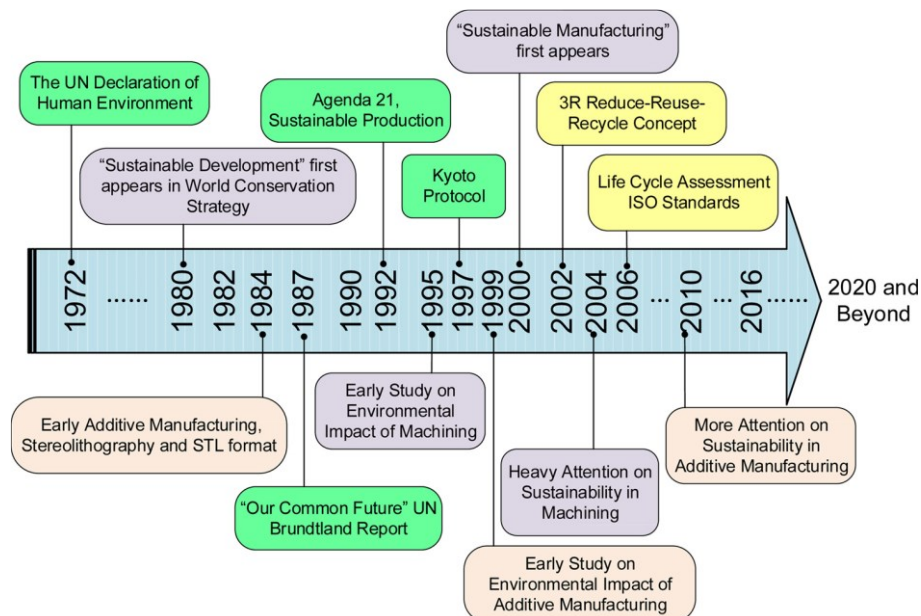 "Sustainable Manufacturing"
first appears
The UN Declaration of
Human Environment
Agenda 21,
Sustainable Production
3R Reduce-Reuse-
Recycle Concept
"Sustainable Development" first
appears in World Conservation
Strategy
Kyoto
Protocol
Life Cycle Assessment
ISO Standards
1972 ...... 1980 1982 1984 1987 1990 1992 1995 1997 1999 2000 2002 2004 2006 ... 2010 ... 2016 ......
2020 and
Beyond
Early Additive Manufacturing,
Stereolithography and STL format
Early Study on
Environmental
Impact of Machining
More Attention on
Sustainability in
Additive Manufacturing
Heavy Attention on
Sustainability in
Machining
"Our Common Future" UN
Brundtland Report
Early Study on
Environmental Impact of
Additive Manufacturing